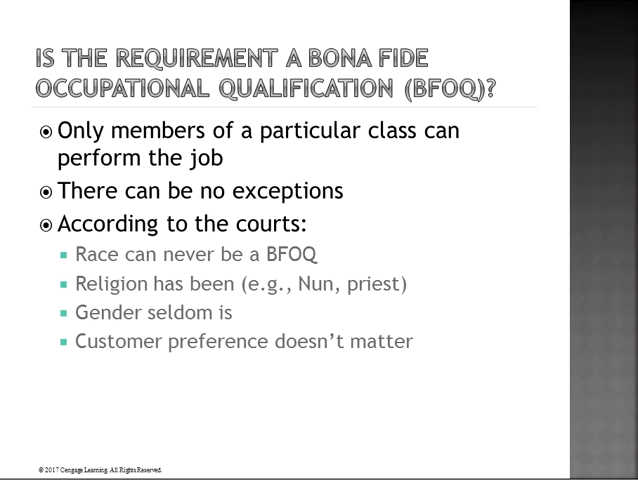 IS THE REQUIREMENT A BONA FIDE
OCCUPATIONAL QUALIFICATION (BFOQ)?
Only members of a particular class can
perform the job
There can be no exceptions
According to the courts:
Race can never be a BFOQ
Religion has been (e.g., Nun, priest)
Gender seldom is
Customer preference doesn't matter
© 2017 Cengage Learning. All Rights Reserved.